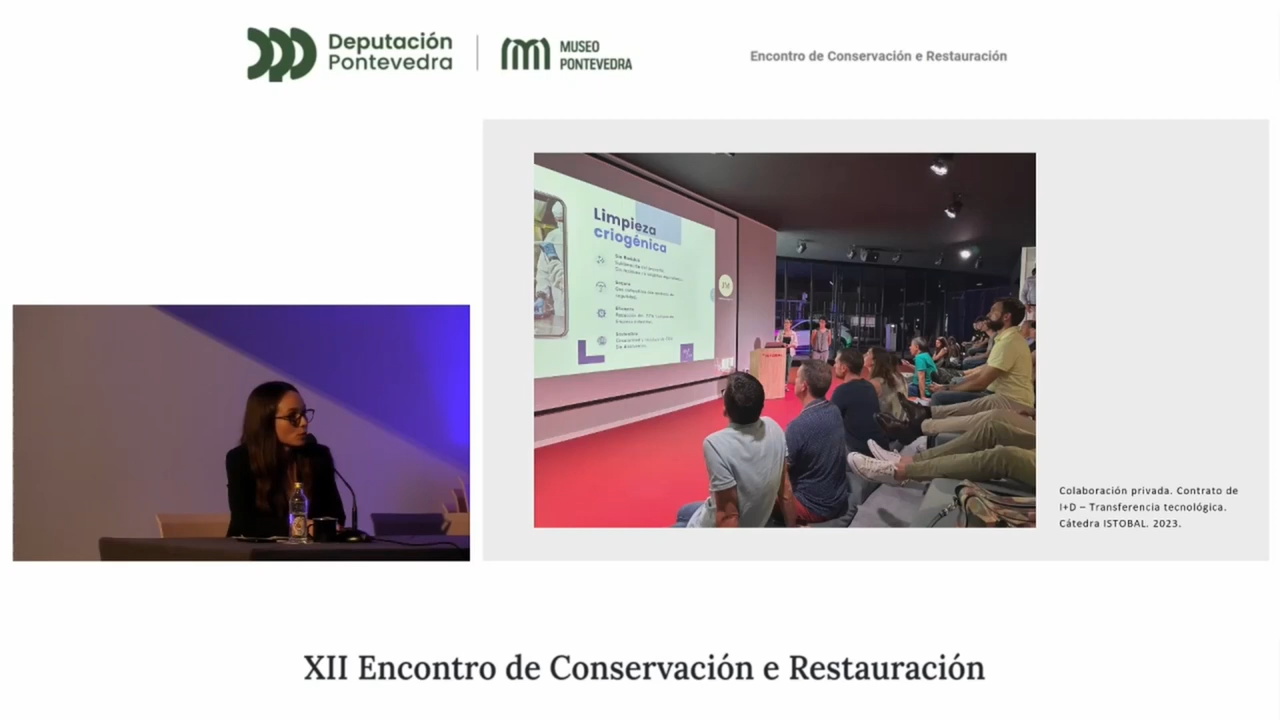 Deputación
Pontevedra
MUSEO
PONTEVEDRA
Encontro de Conservación e Restauración
Limpieza
criogénica
Colaboración privada. Contrato de
I+D – Transferencia tecnológica.
Cátedra ISTOBAL. 2023.
XII Encontro de Conservación e Restauración